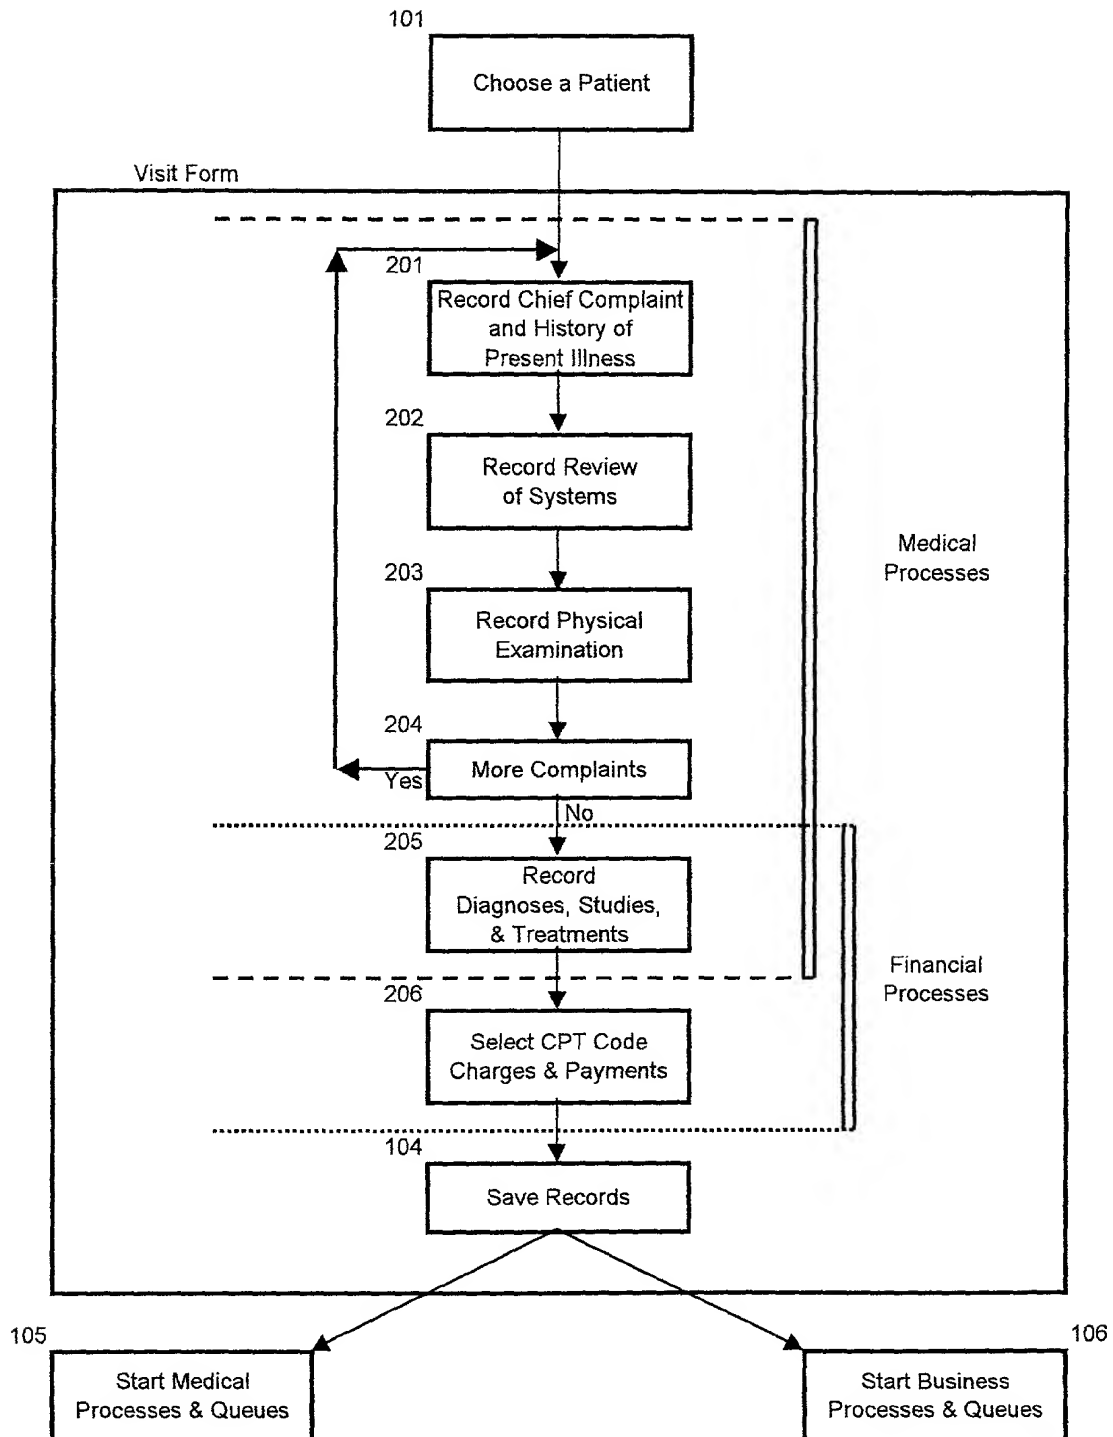 101
Choose a Patient
Visit Form
201
Record Chief Complaint
and History of
Present Illness
202
Record Review
of Systems
Medical
Processes
203
Record Physical
Examination
204
More Complaints
Yes
No
205
Record
Diagnoses, Studies,
& Treatments
Financial
Processes
206
Select CPT Code
Charges & Payments
104
Save Records
105
Start Medical
Processes & Queues
106
Start Business
Processes & Queues